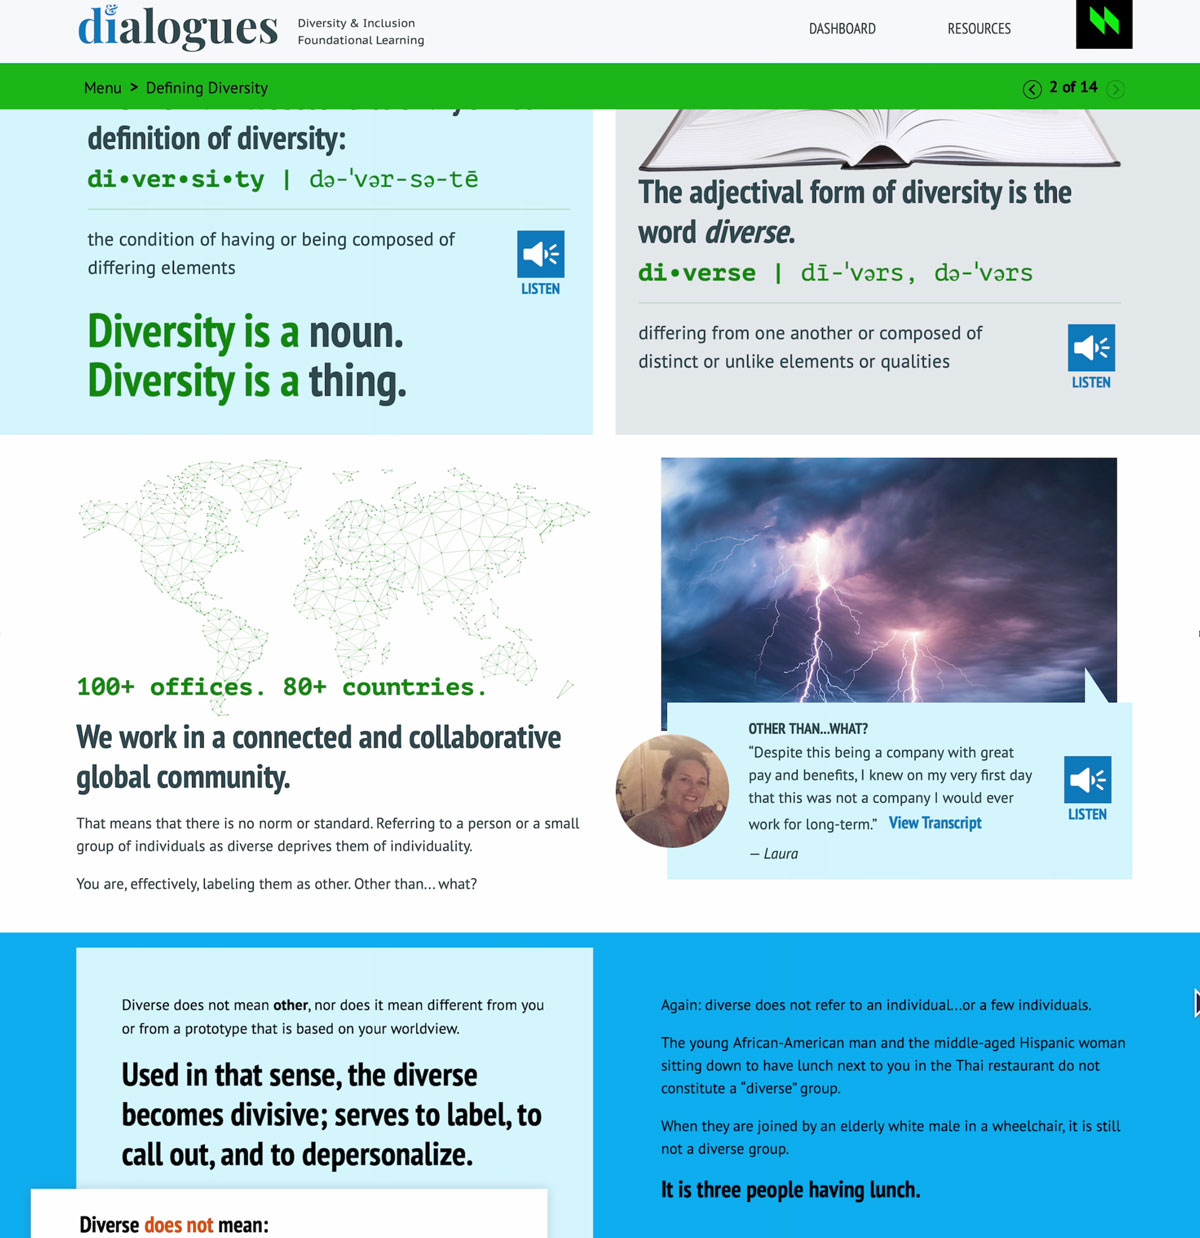 di&alogues
Diversity & Inclusion
Foundational Learning
DASHBOARD
RESOURCES
Menu > Defining Diversity
2 of 14
definition of diversity:
di•ver•si•ty | də-ˈvər-sə-tē
the condition of having or being composed of
differing elements
LISTEN
Diversity is a noun.
Diversity is a thing.
The adjectival form of diversity is the
word diverse.
di•verse | dī-ˈvərs, də-ˈvərs
differing from one another or composed of
distinct or unlike elements or qualities
LISTEN
100+ offices. 80+ countries.
We work in a connected and collaborative
global community.
That means that there is no norm or standard. Referring to a person or a small
group of individuals as diverse deprives them of individuality.
You are, effectively, labeling them as other. Other than... what?
OTHER THAN...WHAT?
“Despite this being a company with great
pay and benefits, I knew on my very first day
that this was not a company I would ever
work for long-term.” View Transcript
— Laura
LISTEN
Diverse does not mean other, nor does it mean different from you
or from a prototype that is based on your worldview.
Used in that sense, the diverse
becomes divisive; serves to label, to
call out, and to depersonalize.
Diverse does not mean:
Again: diverse does not refer to an individual...or a few individuals.
The young African-American man and the middle-aged Hispanic woman
sitting down to have lunch next to you in the Thai restaurant do not
constitute a “diverse” group.
When they are joined by an elderly white male in a wheelchair, it is still
not a diverse group.
It is three people having lunch.